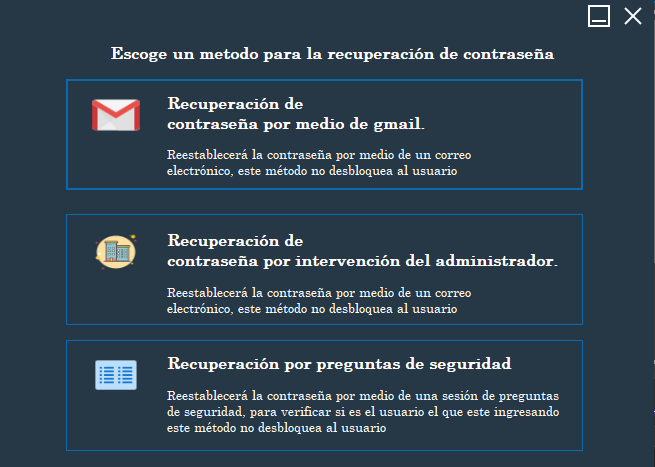 Escoge un metodo para la recuperación de contraseña
Recuperación de
contraseña por medio de gmail.
Reestablecerá la contraseña por medio de un correo
electrónico, este método no desbloquea al usuario
Recuperación de
contraseña por intervención del administrador.
Reestablecerá la contraseña por medio de un correo
electrónico, este método no desbloquea al usuario
Recuperación por preguntas de seguridad
Reestablecerá la contraseña por medio de una sesión de preguntas
de seguridad, para verificar si es el usuario el que este ingresando
este método no desbloquea al usuario